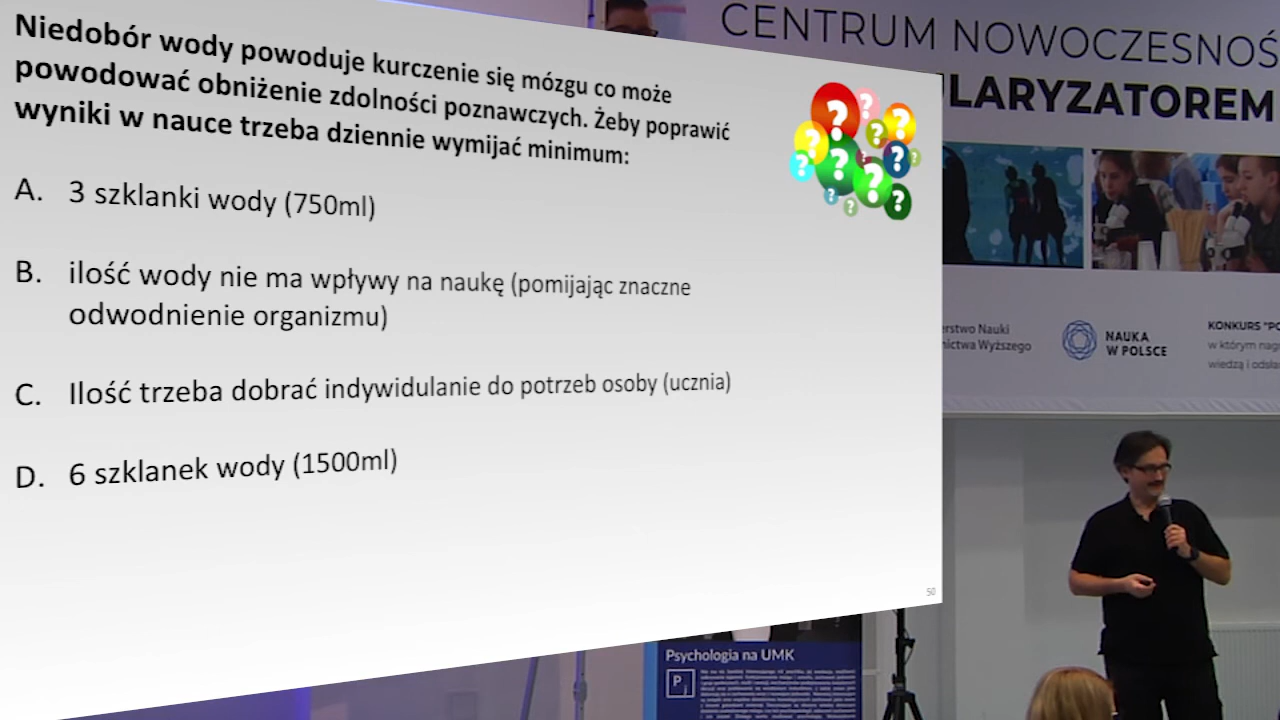 Niedobór wody powoduje kurczenie się mózgu co może
powodować obniżenie zdolności poznawczych. Żeby poprawić
wyniki w nauce trzeba dziennie wymijać minimum:
A. 3 szklanki wody (750ml)
B. ilość wody nie ma wpływy na naukę (pomijając znaczne
odwodnienie organizmu)
C. Ilość trzeba dobrać indywidulanie do potrzeb osoby (ucznia)
D. 6 szklanek wody (1500ml)
50
CENTRUM NOWOCZESNOŚ
LARYZATOREM
erstwo Nauki
nictwa Wyższego
NAUKA
W POLSCE
KONKURS "PO
w którym nag
wiedzą i odsła
Psychologia na UMK